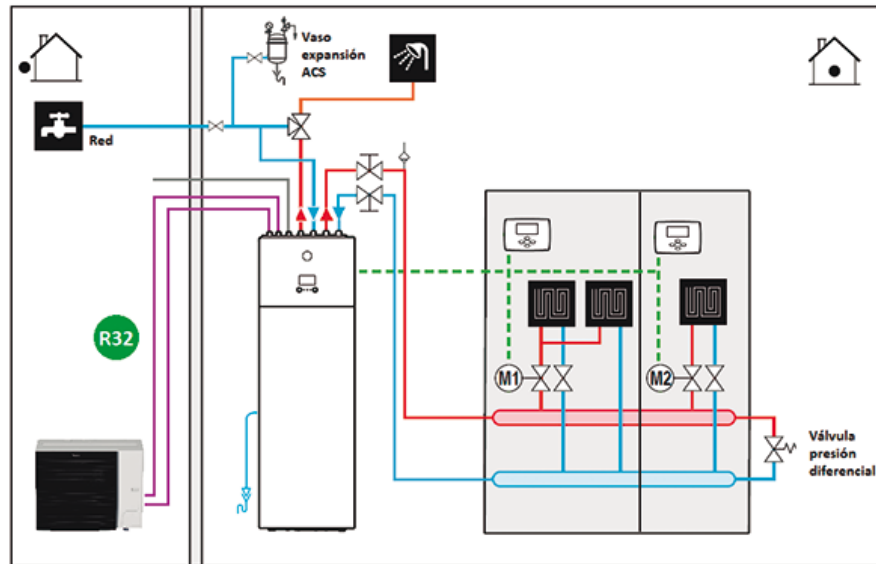 Vaso
expansión
ACS
Red
R32
M1
M2
Válvula
presión
diferencial